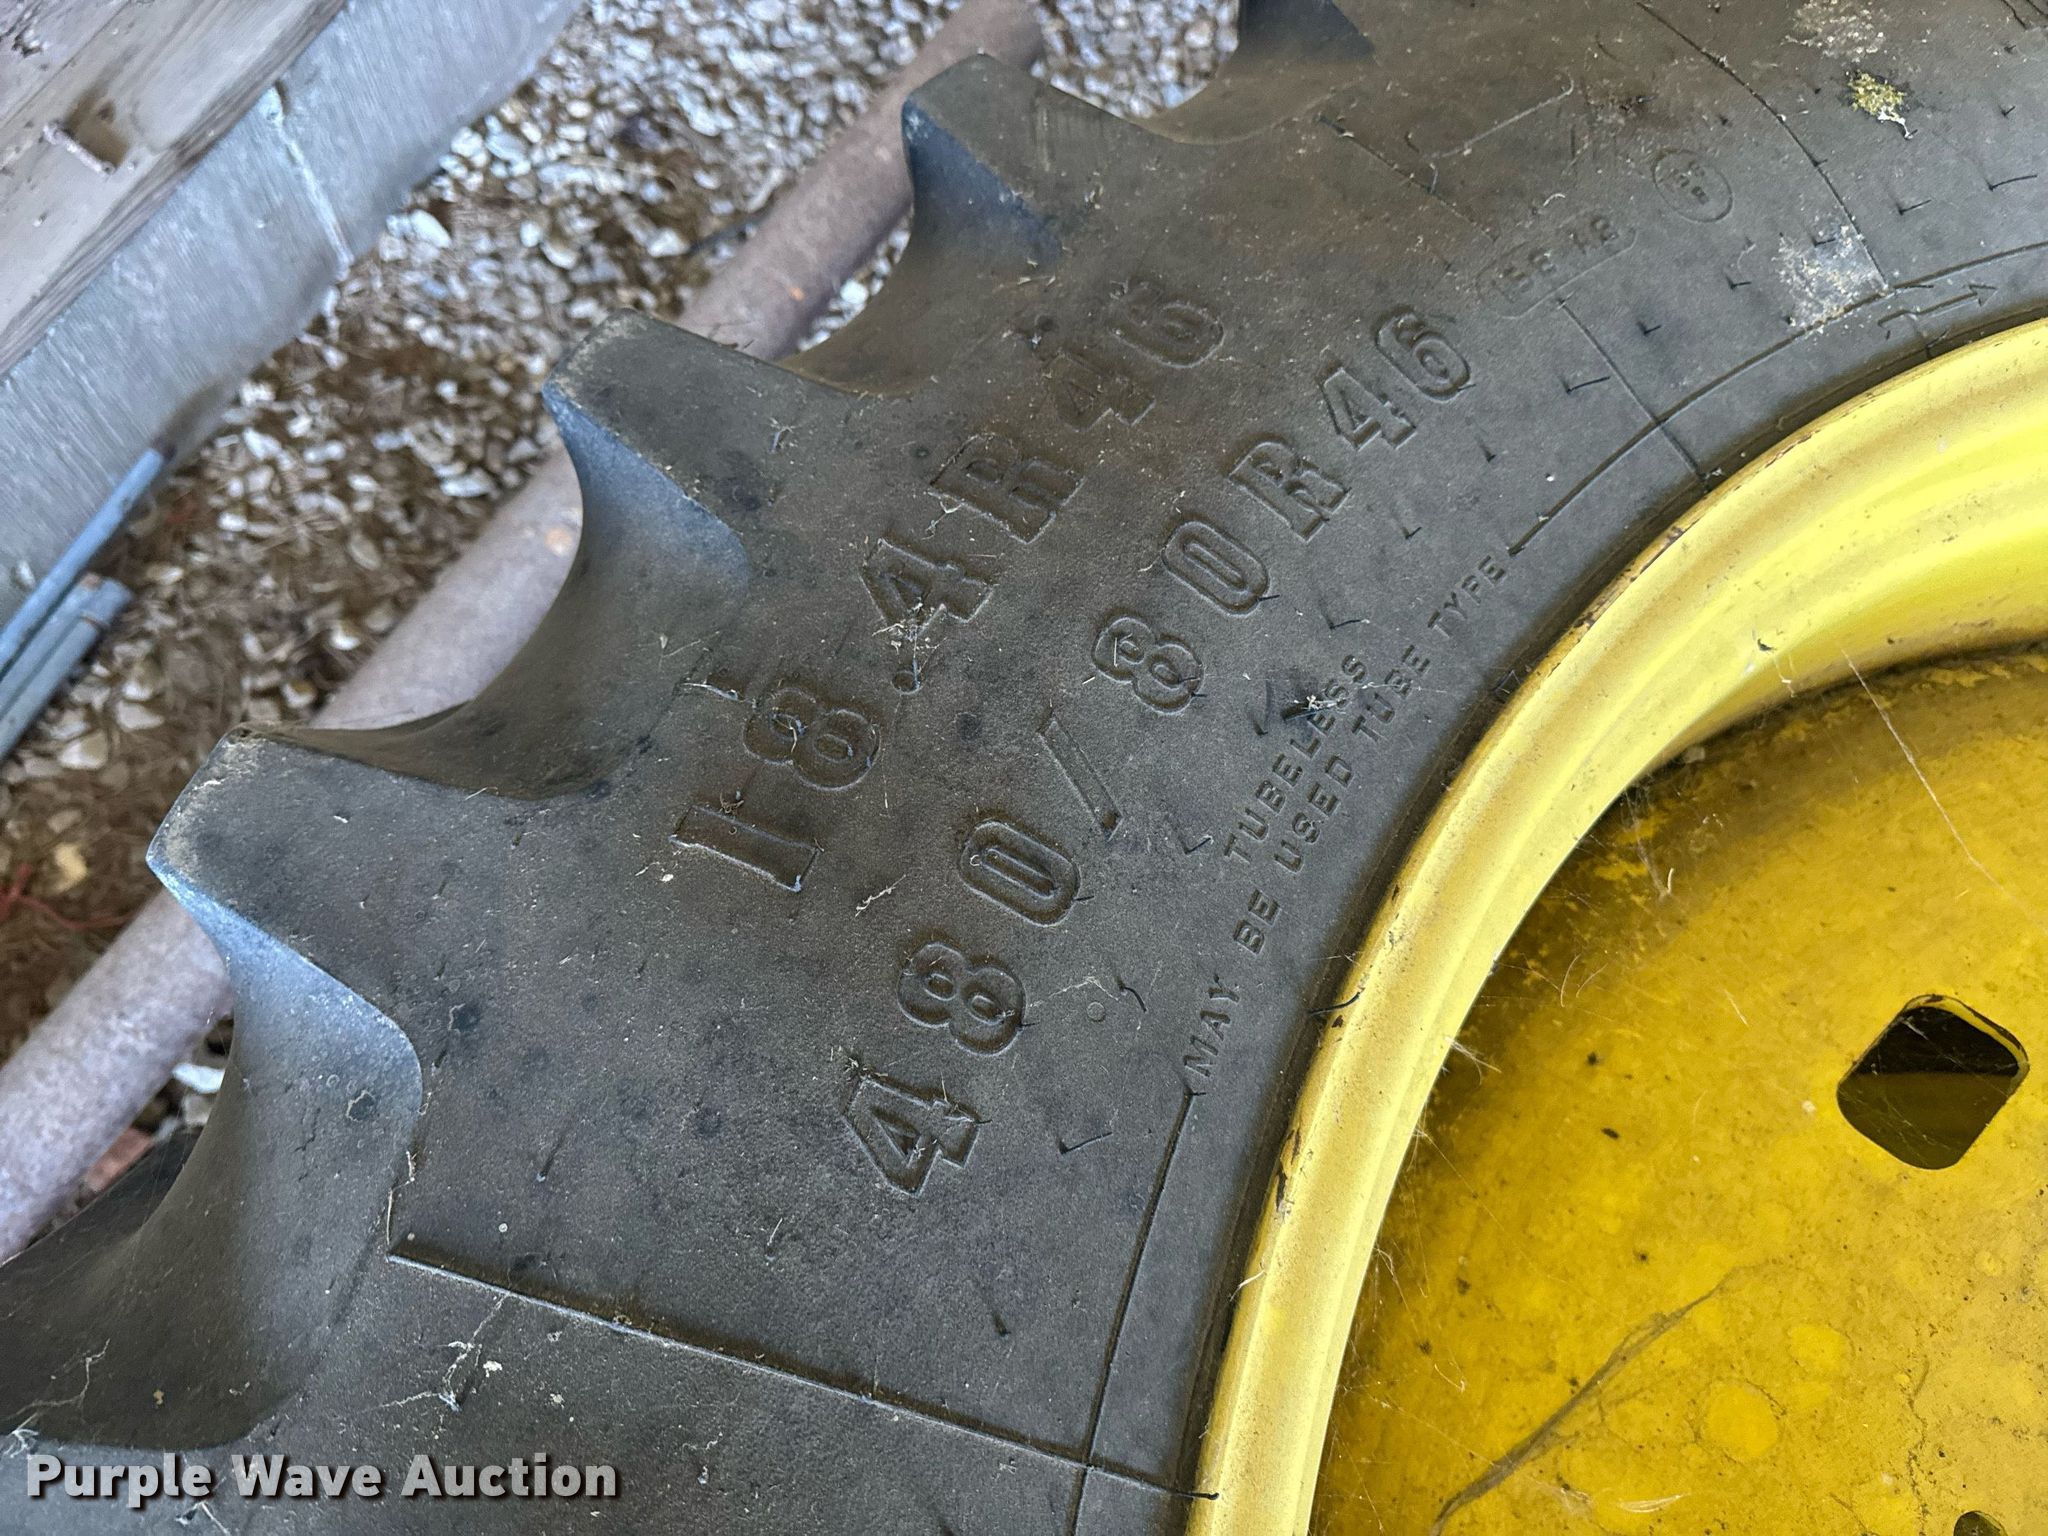 18.4R46
480/80R46
TUBELESS
MAY BE USED TUBE TYPE
Purple Wave Auction